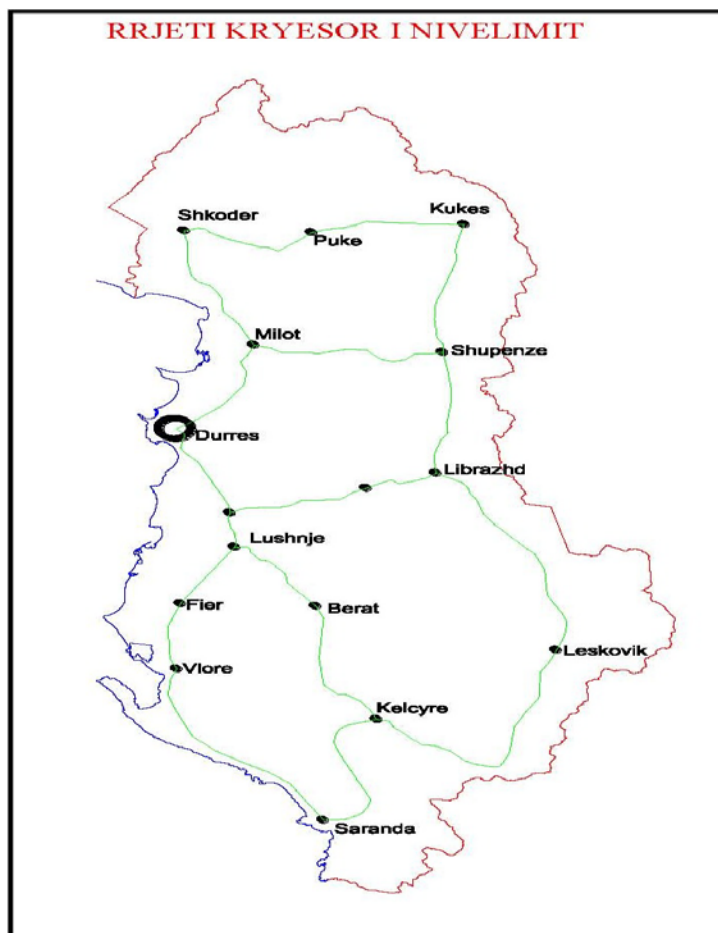 RRJETI KRYESOR I NIVELIMIT
Shkoder
Kukes
Puke
Milot
Shupenze
Durres
Librazhd
Lushnje
Fier
Berat
Leskovik
Vlore
Kelcyre
Saranda